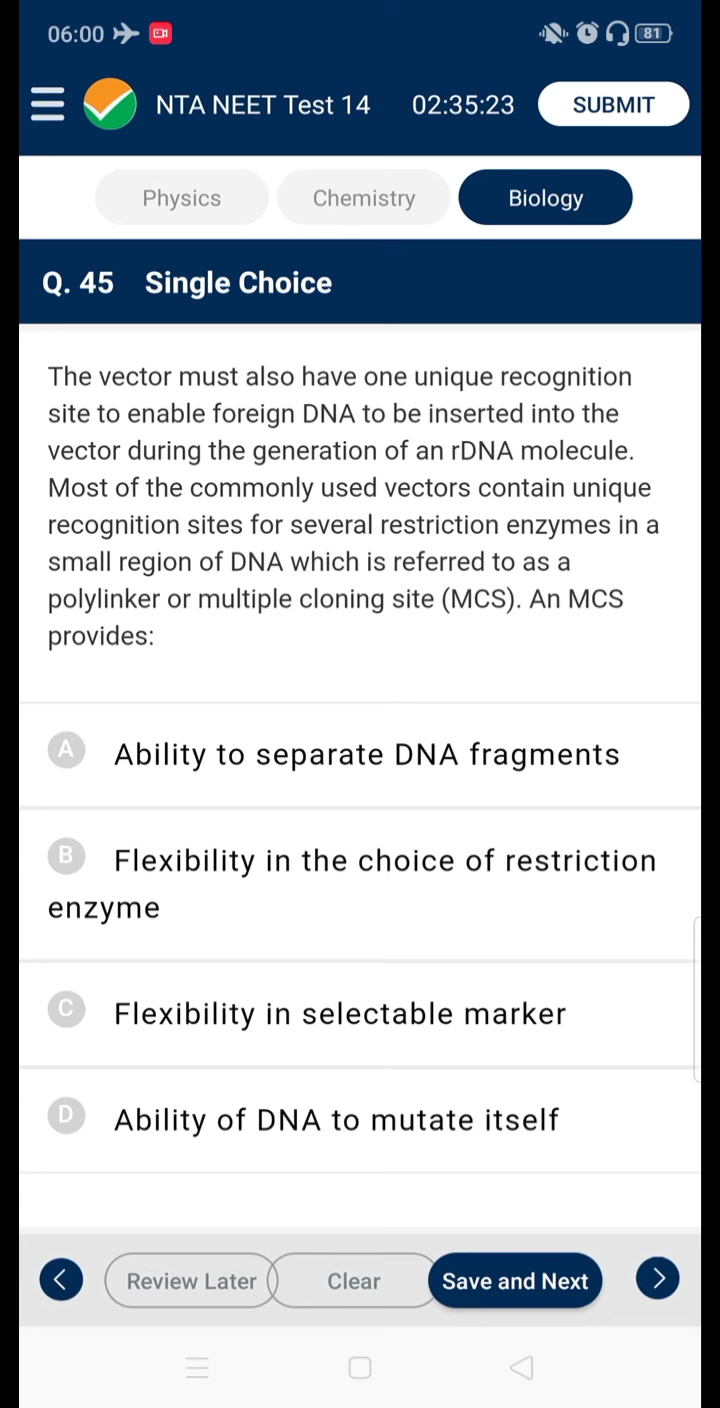 06:00 81
NTA NEET Test 14 02:35:23 SUBMIT
Physics Chemistry Biology
Q. 45 Single Choice
The vector must also have one unique recognition
site to enable foreign DNA to be inserted into the
vector during the generation of an rDNA molecule.
Most of the commonly used vectors contain unique
recognition sites for several restriction enzymes in a
small region of DNA which is referred to as a
polylinker or multiple cloning site (MCS). An MCS
provides:
A Ability to separate DNA fragments
B Flexibility in the choice of restriction
enzyme
C Flexibility in selectable marker
D Ability of DNA to mutate itself
Review Later Clear Save and Next